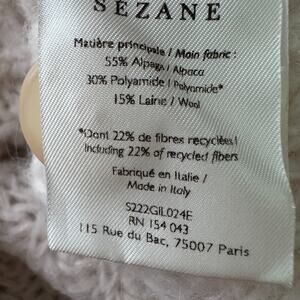 SÉZANE
Matière principale / Main fabric :
55% Alpaga / Alpaca
30% Polyamide / Polyamide*
15% Laine / Wool
*Dont 22% de fibres recyclées /
Including 22% of recycled fibers
Fabriqué en Italie /
Made in Italy
S222GIL024E
RN 154 043
115 Rue du Bac, 75007 Paris